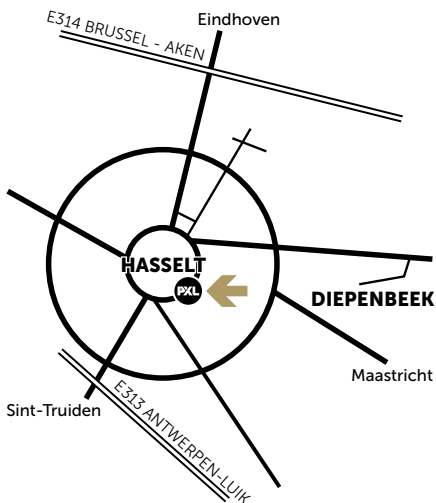 Eindhoven
E314 BRUSSEL - AKEN
HASSELT
PXL
DIEPENBEEK
Maastricht
Sint-Truiden
E313 ANTWERPEN-LUIK